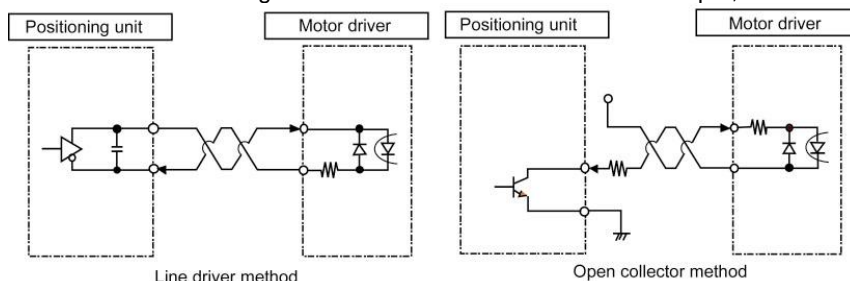 Positioning unit
Motor driver
Positioning unit
Motor driver
Line driver method
Open collector method